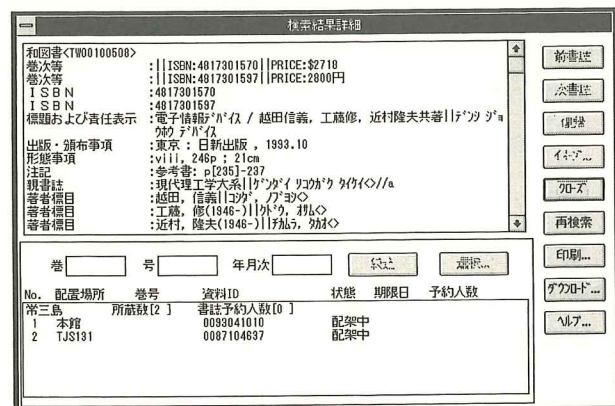 検索結果詳細
和図書<TW00100508>
巻次等 :||ISBN:4817301570||PRICE:$2718
巻次等 :||ISBN:4817301597||PRICE:2800円
ISBN :4817301570
ISBN :4817301597
標題および責任表示 :電子情報ﾃﾞﾊﾞｲｽ / 越田信義, 工藤修, 近村隆夫共著||ﾃﾞﾝｼ ｼﾞｮ
ｳﾎｳ ﾃﾞﾊﾞｲｽ
出版・頒布事項 :東京 : 日新出版 , 1993.10
形態事項 :viii, 246p ; 21cm
注記 :参考書: p[235]-237
親書誌 :現代理工学大系||ｹﾞﾝﾀﾞｲ ﾘｺｳｶﾞｸ ﾀｲｹｲ<>//a
著者標目 :越田, 信義||ｺｼﾀﾞ, ﾉﾌﾞﾖｼ<>
著者標目 :工藤, 修(1946-)||ｸﾄﾞｳ, ｵｻﾑ<>
著者標目 :近村, 隆夫(1946-)||ﾁｶﾑﾗ, ﾀｶｵ<>
前書誌
次書誌
ｸﾛｰｽﾞ
再検索
印刷...
ﾀﾞｳﾝﾛｰﾄﾞ...
ﾍﾙﾌﾟ...
巻 号 年月次 絞込 選択...
No. 配置場所 巻号 資料ID 状態 期限日 予約人数
常三島 所蔵数[2 ] 書誌予約人数[0 ]
1 本館 0093041010 配架中
2 TJS131 0087104637 配架中